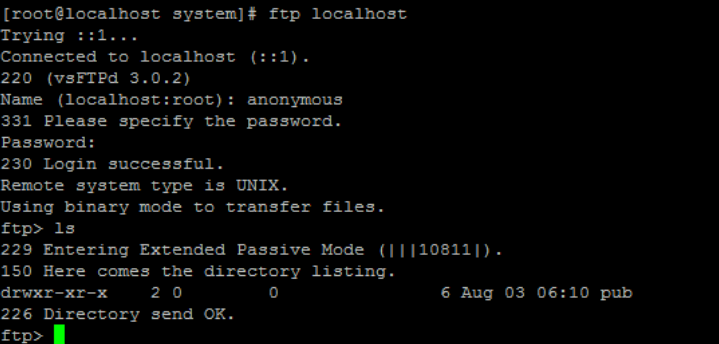 [root@localhost system]# ftp localhost
Trying ::1...
Connected to localhost (::1).
220 (vsFTPd 3.0.2)
Name (localhost:root): anonymous
331 Please specify the password.
Password:
230 Login successful.
Remote system type is UNIX.
Using binary mode to transfer files.
ftp> ls
229 Entering Extended Passive Mode (|||10811|).
150 Here comes the directory listing.
drwxr-xr-x    2 0        0               6 Aug 03 06:10 pub
226 Directory send OK.
ftp>